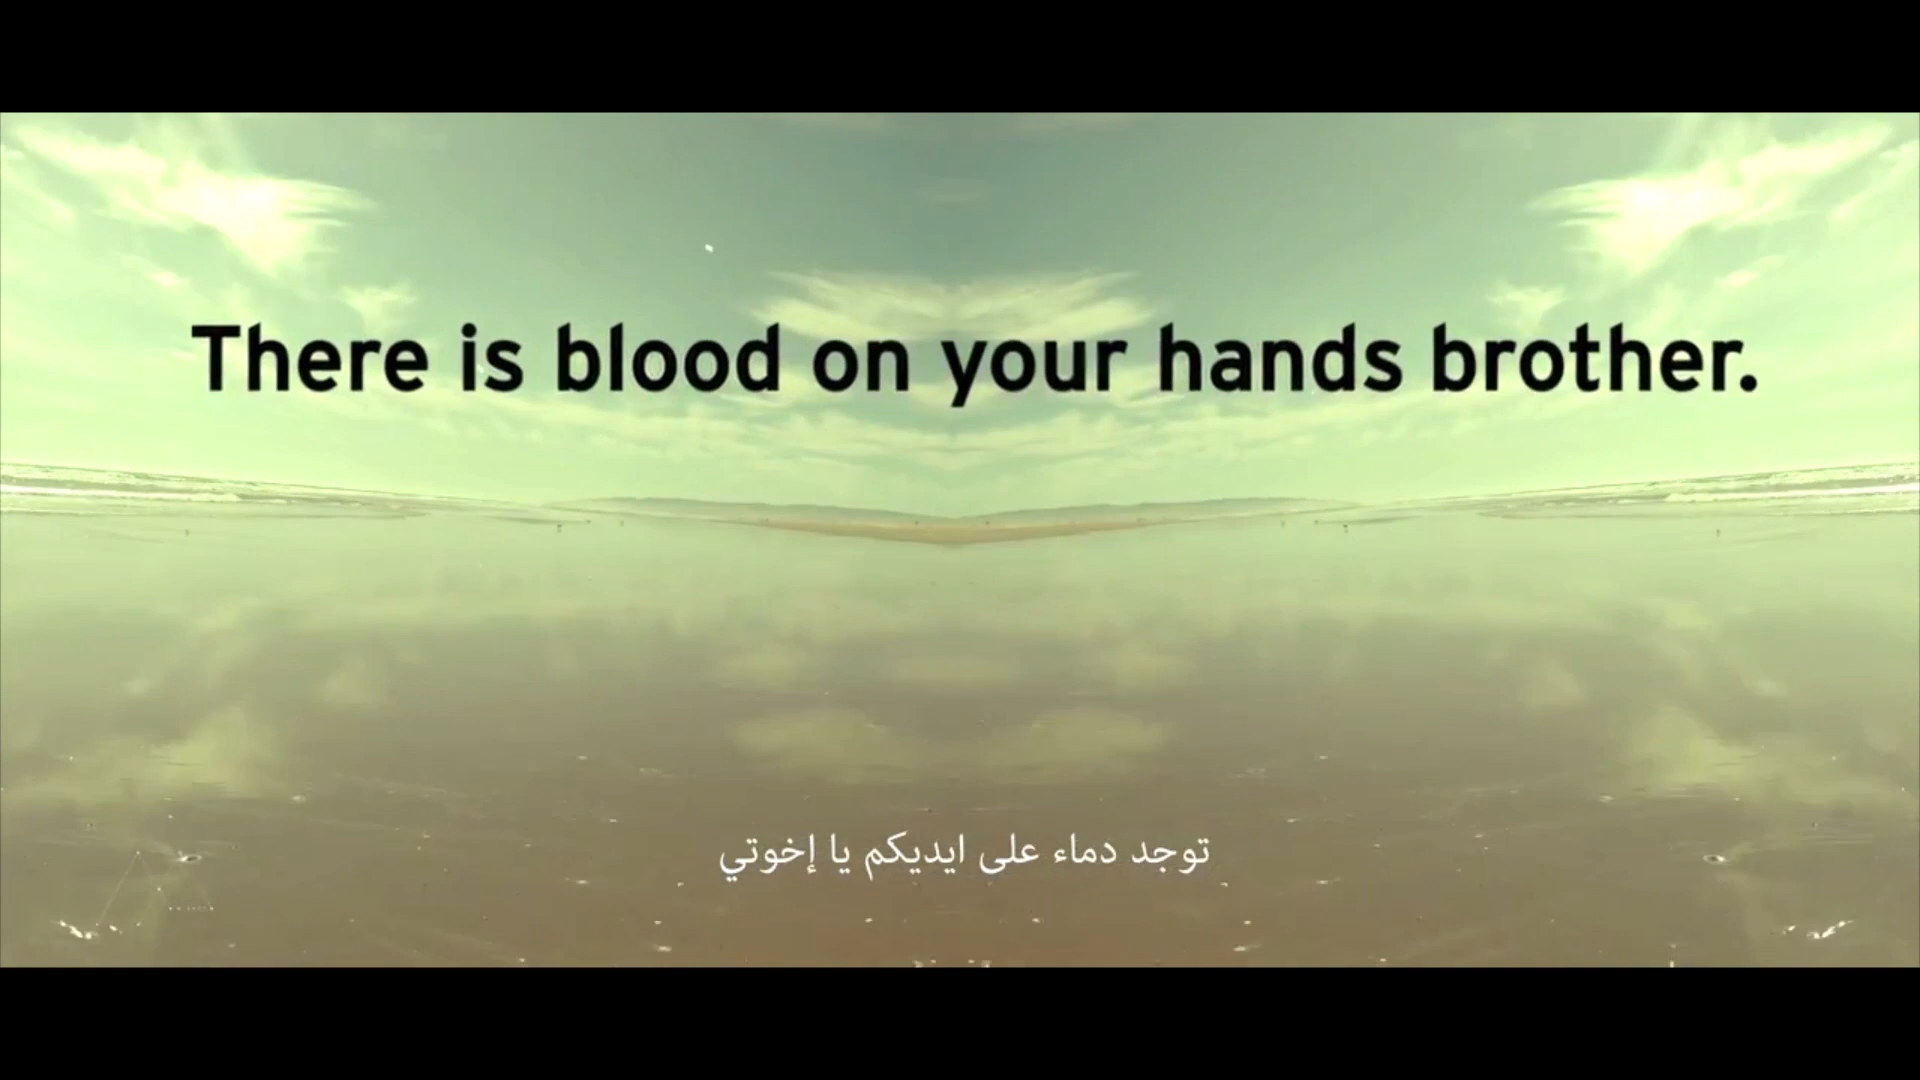 There is blood on your hands brother.
توجد دماء على ايديكم يا إخوتي